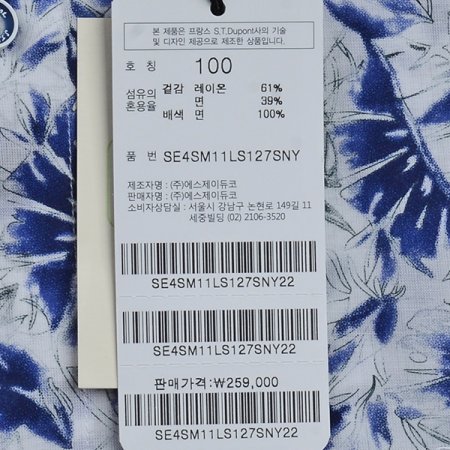 본 제품은 프랑스 S.T.Dupont사의 기술
및 디자인 제공으로 제조한 상품입니다.
호 칭 100
섬유의 혼용율 겉감 레이온 61%
면 39%
배색 면 100%
품 번 SE4SM11LS127SNY
제조자명 : (주)에스제이듀코
판매자명 : (주)에스제이듀코
소비자상담실 : 서울시 강남구 논현로 149길 11
세중빌딩 (02) 2106-3520
SE4SM11LS127SNY22
SE4SM11LS127SNY22
판매가격:₩259,000
SE4SM11LS127SNY22